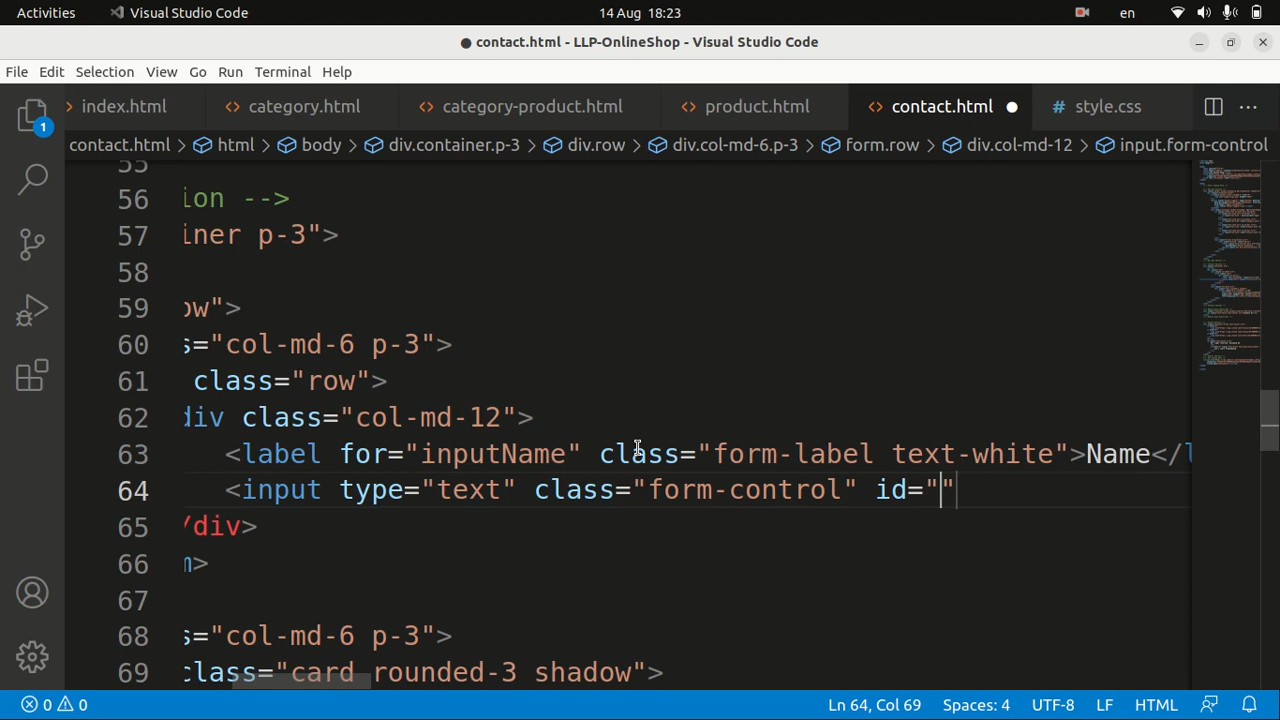 Activities
Visual Studio Code
14 Aug 18:23
en
● contact.html - LLP-OnlineShop - Visual Studio Code
File Edit Selection View Go Run Terminal Help
index.html
category.html
category-product.html
product.html
contact.html ●
# style.css
contact.html > html > body > div.container.p-3 > div.row > div.col-md-6.p-3 > form.row > div.col-md-12 > input.form-control
55
56 ion -->
57 iner p-3">
58
59 ow">
60 s="col-md-6 p-3">
61 class="row">
62 div class="col-md-12">
63 <label for="inputName" class="form-label text-white">Name</l
64 <input type="text" class="form-control" id=""
65 /div>
66 m>
67
68 s="col-md-6 p-3">
69 class="card rounded-3 shadow">
1
0 0
Ln 64, Col 69
Spaces: 4
UTF-8
LF
HTML